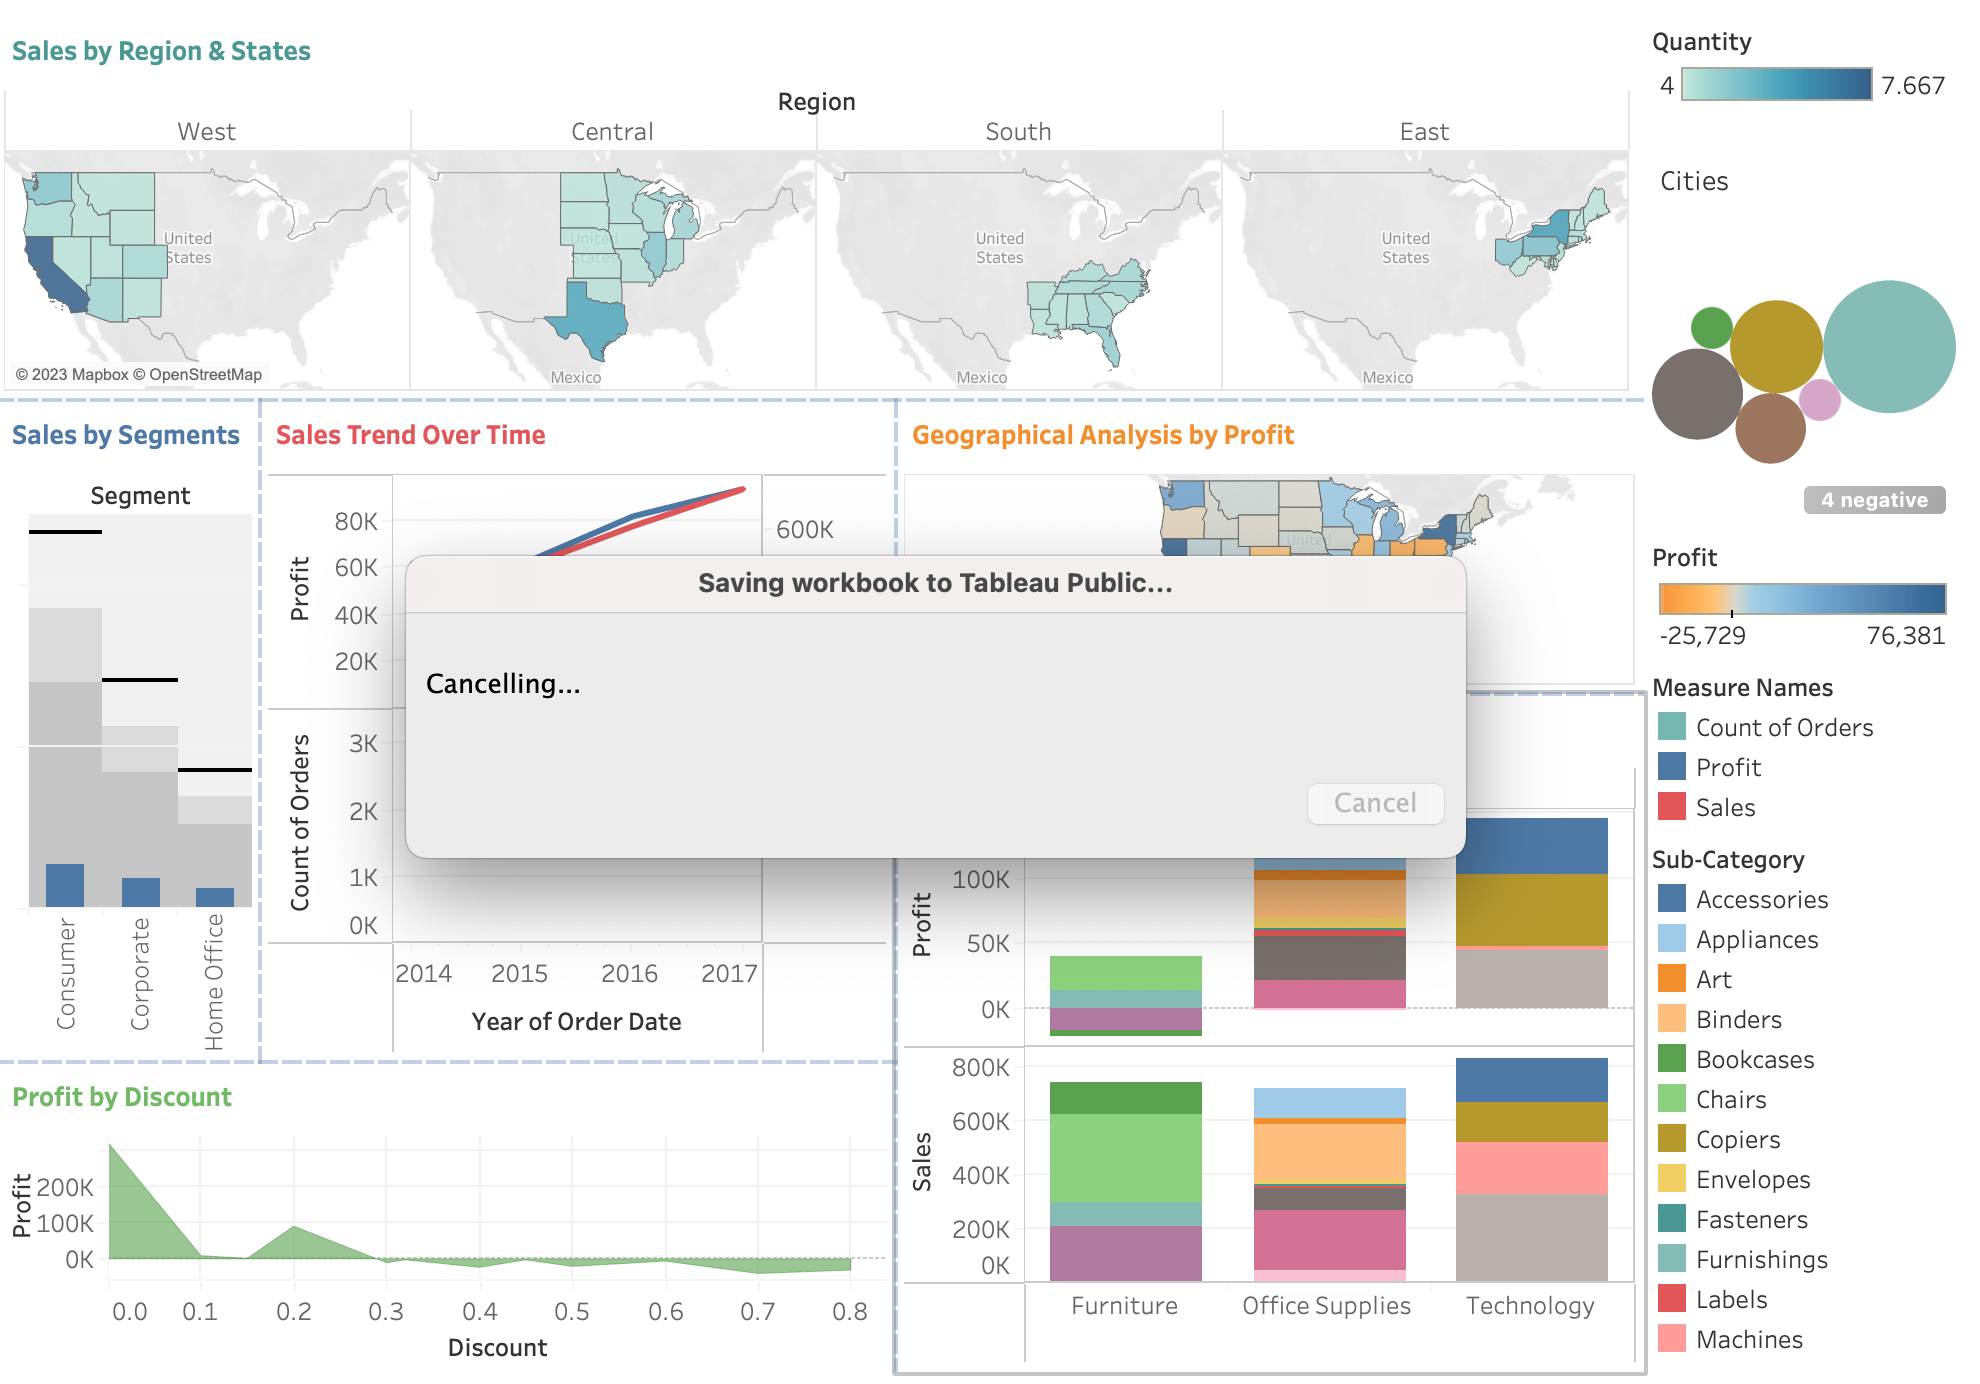 Sales by Region & States
Region
West
Central
South
East
United
States
United
States
United
States
United
States
© 2023 Mapbox © OpenStreetMap
Mexico
Mexico
Mexico
Quantity
4
7.667
Cities
4 negative
Profit
-25,729
76,381
Sales by Segments
Segment
Consumer
Corporate
Home Office
Sales Trend Over Time
Profit
80K
60K
40K
20K
600K
Count of Orders
3K
2K
1K
0K
2014
2015
2016
2017
Year of Order Date
Geographical Analysis by Profit
United
Saving workbook to Tableau Public...
Cancelling...
Cancel
Profit
100K
50K
0K
Sales
800K
600K
400K
200K
0K
Furniture
Office Supplies
Technology
Profit by Discount
Profit
200K
100K
0K
0.0
0.1
0.2
0.3
0.4
0.5
0.6
0.7
0.8
Discount
Measure Names
Count of Orders
Profit
Sales
Sub-Category
Accessories
Appliances
Art
Binders
Bookcases
Chairs
Copiers
Envelopes
Fasteners
Furnishings
Labels
Machines